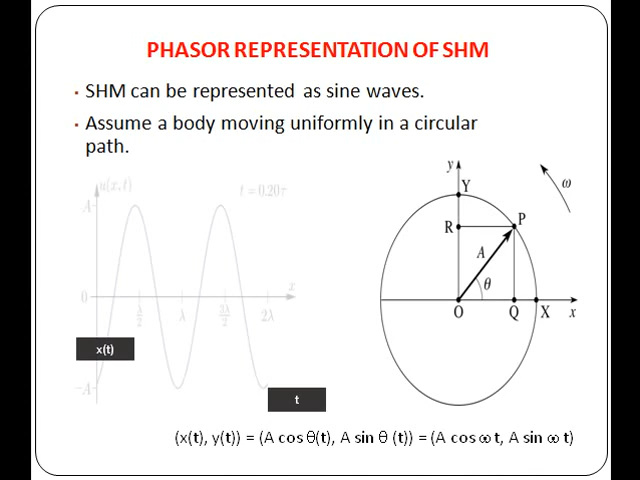 PHASOR REPRESENTATION OF SHM
• SHM can be represented as sine waves.
• Assume a body moving uniformly in a circular
path.
u(x,t)
t = 0.20τ
A
0
x
λ/2
λ
3λ/2
2λ
−A
x(t)
t
y
Y
ω
R
P
A
θ
O
Q
X
x
(x(t), y(t)) = (A cos θ(t), A sin θ (t)) = (A cos ω t, A sin ω t)